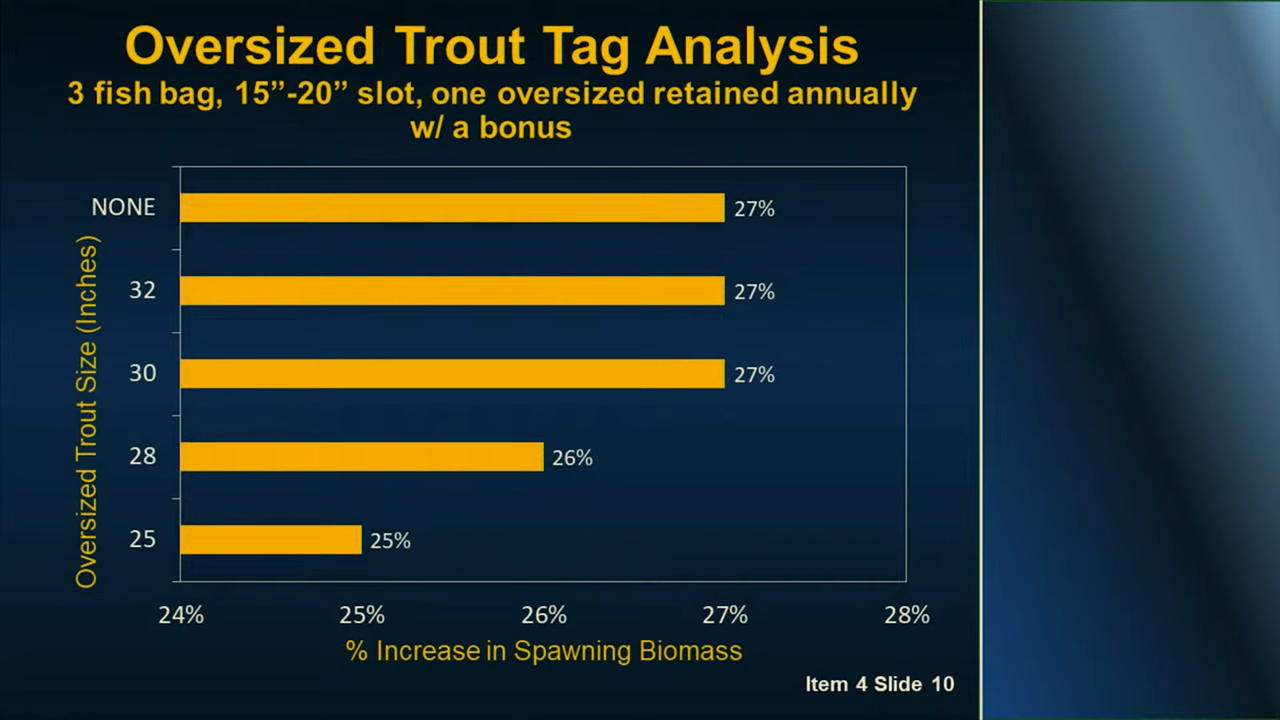 Oversized Trout Tag Analysis
3 fish bag, 15”-20” slot, one oversized retained annually
w/ a bonus
Oversized Trout Size (Inches)
NONE
27%
32
27%
30
27%
28
26%
25
25%
24% 25% 26% 27% 28%
% Increase in Spawning Biomass
Item 4 Slide 10